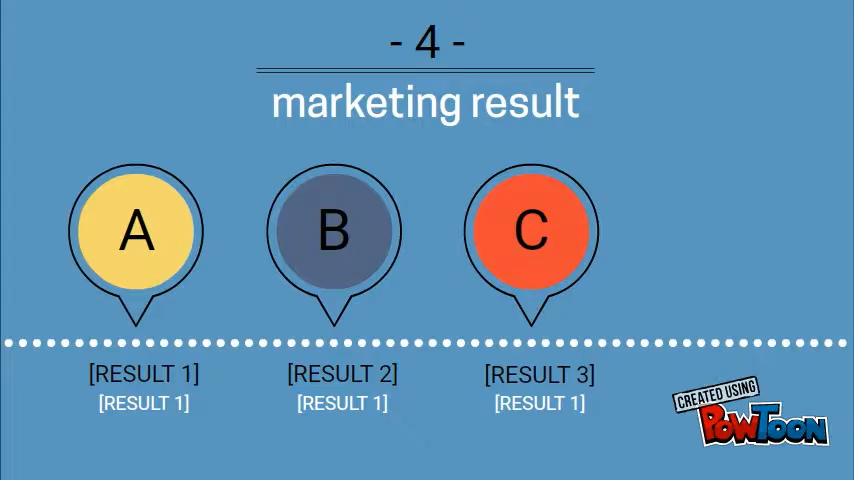 - 4 -
marketing result
A
B
C
[RESULT 1]
[RESULT 2]
[RESULT 3]
[RESULT 1]
[RESULT 1]
[RESULT 1]
CREATED USING
POWTOON